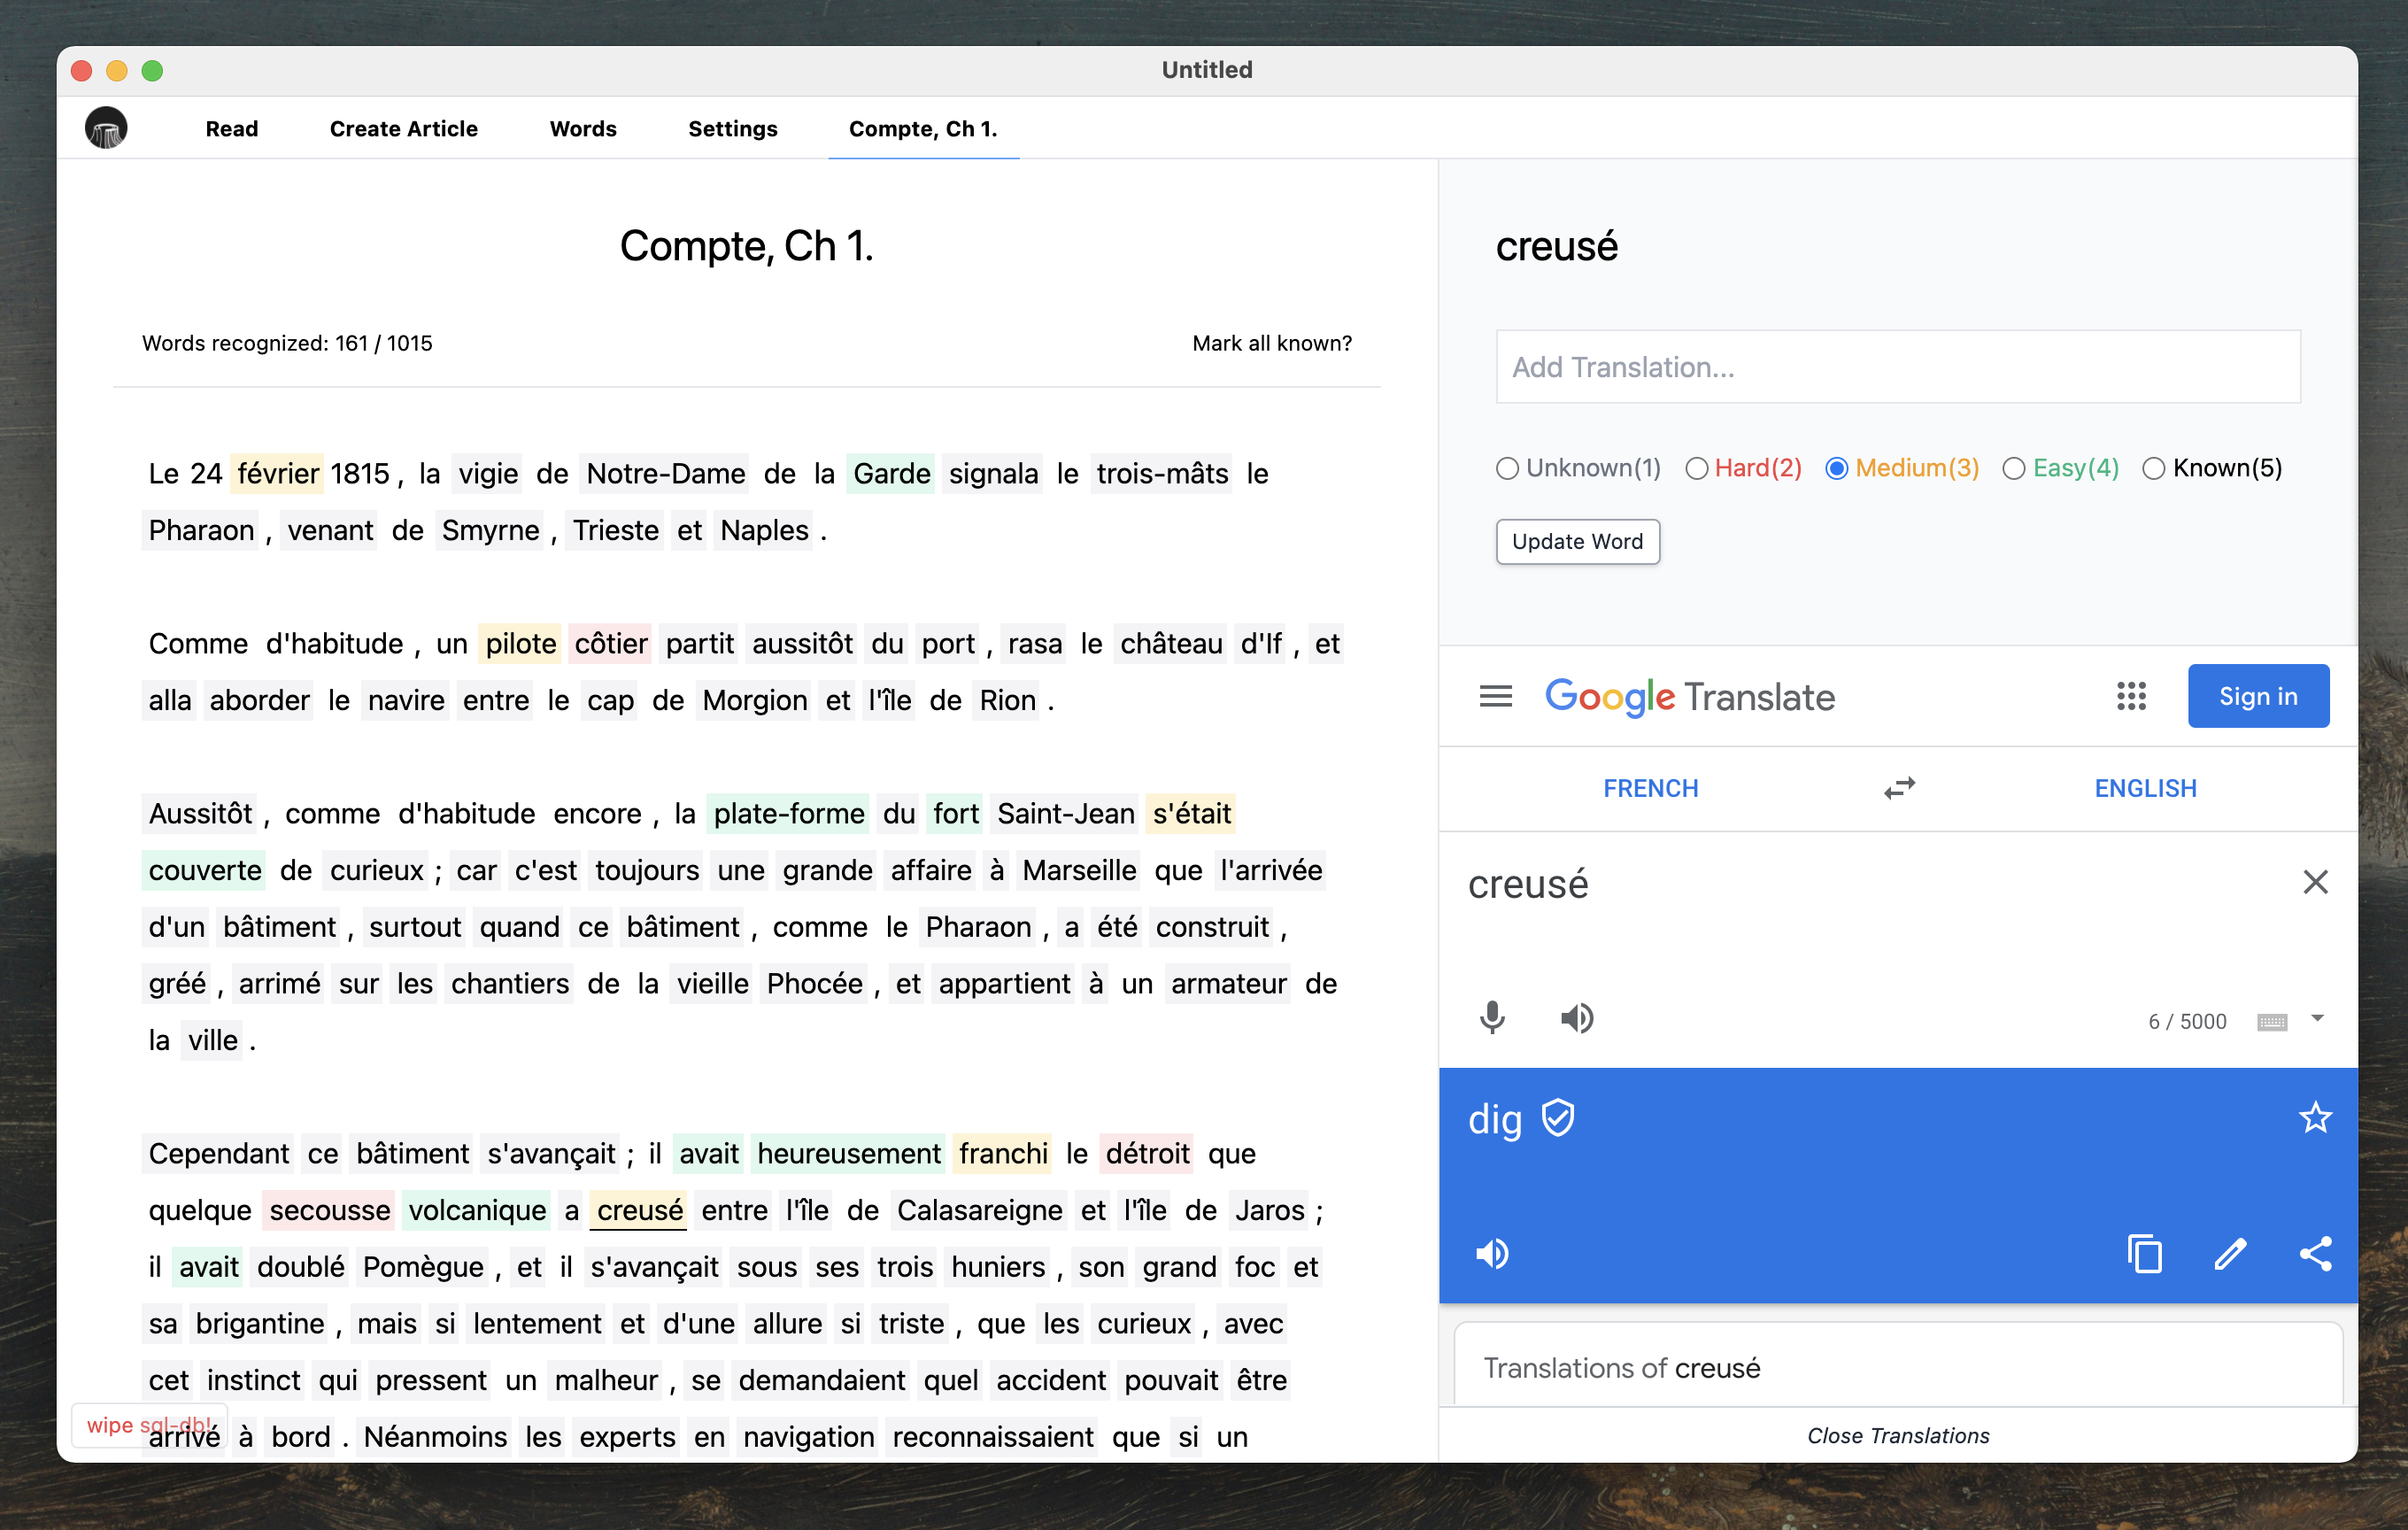 Untitled
Read Create Article Words Settings Compte, Ch 1.
Compte, Ch 1.
Words recognized: 161 / 1015 Mark all known?
Le 24 février 1815 , la vigie de Notre-Dame de la Garde signala le trois-mâts le
Pharaon , venant de Smyrne , Trieste et Naples .
Comme d'habitude , un pilote côtier partit aussitôt du port , rasa le château d'If , et
alla aborder le navire entre le cap de Morgion et l'île de Rion .
Aussitôt , comme d'habitude encore , la plate-forme du fort Saint-Jean s'était
couverte de curieux ; car c'est toujours une grande affaire à Marseille que l'arrivée
d'un bâtiment , surtout quand ce bâtiment , comme le Pharaon , a été construit ,
gréé , arrimé sur les chantiers de la vieille Phocée , et appartient à un armateur de
la ville .
Cependant ce bâtiment s'avançait ; il avait heureusement franchi le détroit que
quelque secousse volcanique a creusé entre l'île de Calasareigne et l'île de Jaros ;
il avait doublé Pomègue , et il s'avançait sous ses trois huniers , son grand foc et
sa brigantine , mais si lentement et d'une allure si triste , que les curieux , avec
cet instinct qui pressent un malheur , se demandaient quel accident pouvait être
arrivé à bord . Néanmoins les experts en navigation reconnaissaient que si un
wipe sql-db!
creusé
Add Translation...
Unknown(1) Hard(2) Medium(3) Easy(4) Known(5)
Update Word
Google Translate Sign in
FRENCH ENGLISH
creusé
6 / 5000
dig
Translations of creusé
Close Translations